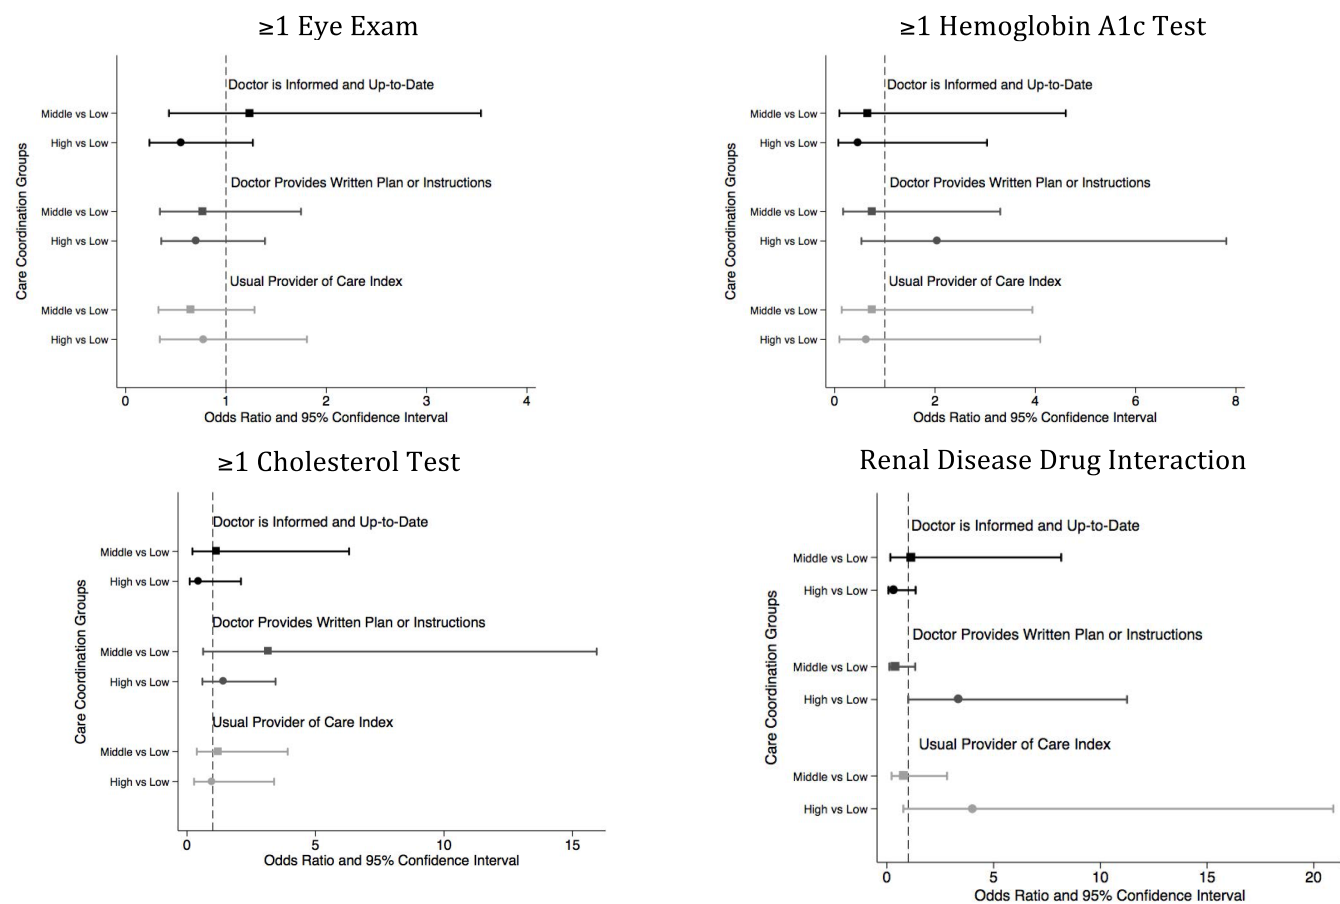 ≥1 Eye Exam
Doctor is Informed and Up-to-Date
Middle vs Low
High vs Low
Doctor Provides Written Plan or Instructions
Middle vs Low
High vs Low
Usual Provider of Care Index
Middle vs Low
High vs Low
Care Coordination Groups
0 1 2 3 4
Odds Ratio and 95% Confidence Interval
≥1 Hemoglobin A1c Test
Doctor is Informed and Up-to-Date
Middle vs Low
High vs Low
Doctor Provides Written Plan or Instructions
Middle vs Low
High vs Low
Usual Provider of Care Index
Middle vs Low
High vs Low
Care Coordination Groups
0 2 4 6 8
Odds Ratio and 95% Confidence Interval
≥1 Cholesterol Test
Doctor is Informed and Up-to-Date
Middle vs Low
High vs Low
Doctor Provides Written Plan or Instructions
Middle vs Low
High vs Low
Usual Provider of Care Index
Middle vs Low
High vs Low
Care Coordination Groups
0 5 10 15
Odds Ratio and 95% Confidence Interval
Renal Disease Drug Interaction
Doctor is Informed and Up-to-Date
Middle vs Low
High vs Low
Doctor Provides Written Plan or Instructions
Middle vs Low
High vs Low
Usual Provider of Care Index
Middle vs Low
High vs Low
Care Coordination Groups
0 5 10 15 20
Odds Ratio and 95% Confidence Interval